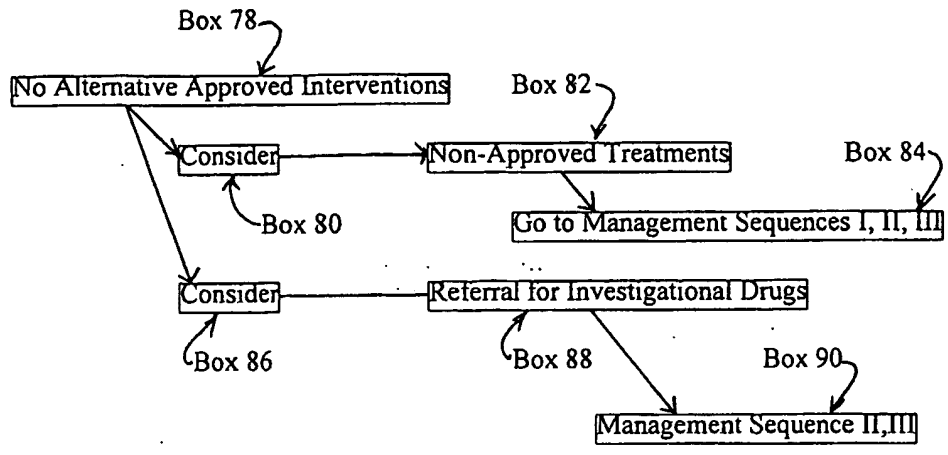 Box 78
No Alternative Approved Interventions
Box 82
Consider
Non-Approved Treatments
Box 84
Box 80
Go to Management Sequences I, II, III
Consider
Referral for Investigational Drugs
Box 86
Box 88
Box 90
Management Sequence II,III